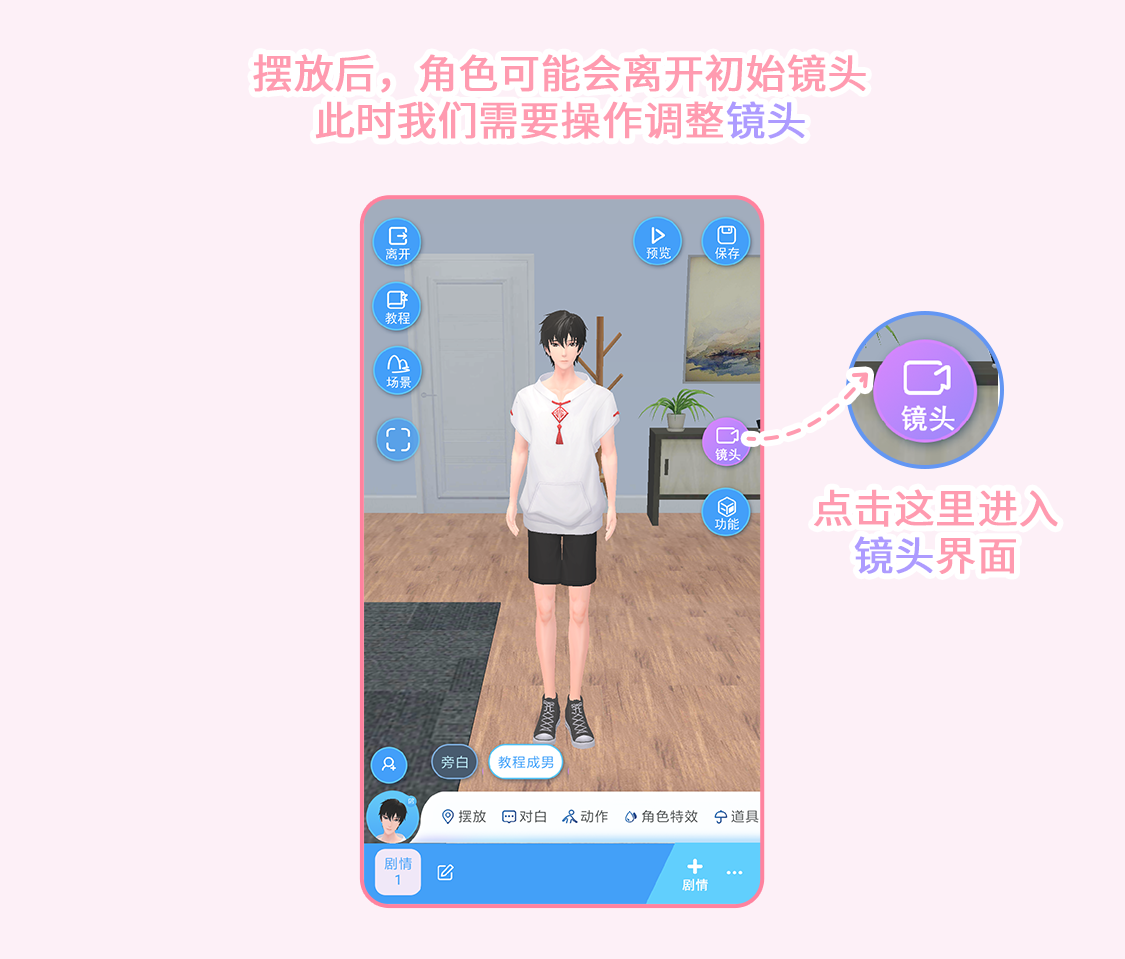 摆放后，角色可能会离开初始镜头
此时我们需要操作调整镜头
离开
预览
保存
教程
场景
镜头
镜头
点击这里进入
镜头界面
功能
旁白
教程成男
摆放
对白
动作
角色特效
道具
剧情
1
剧情